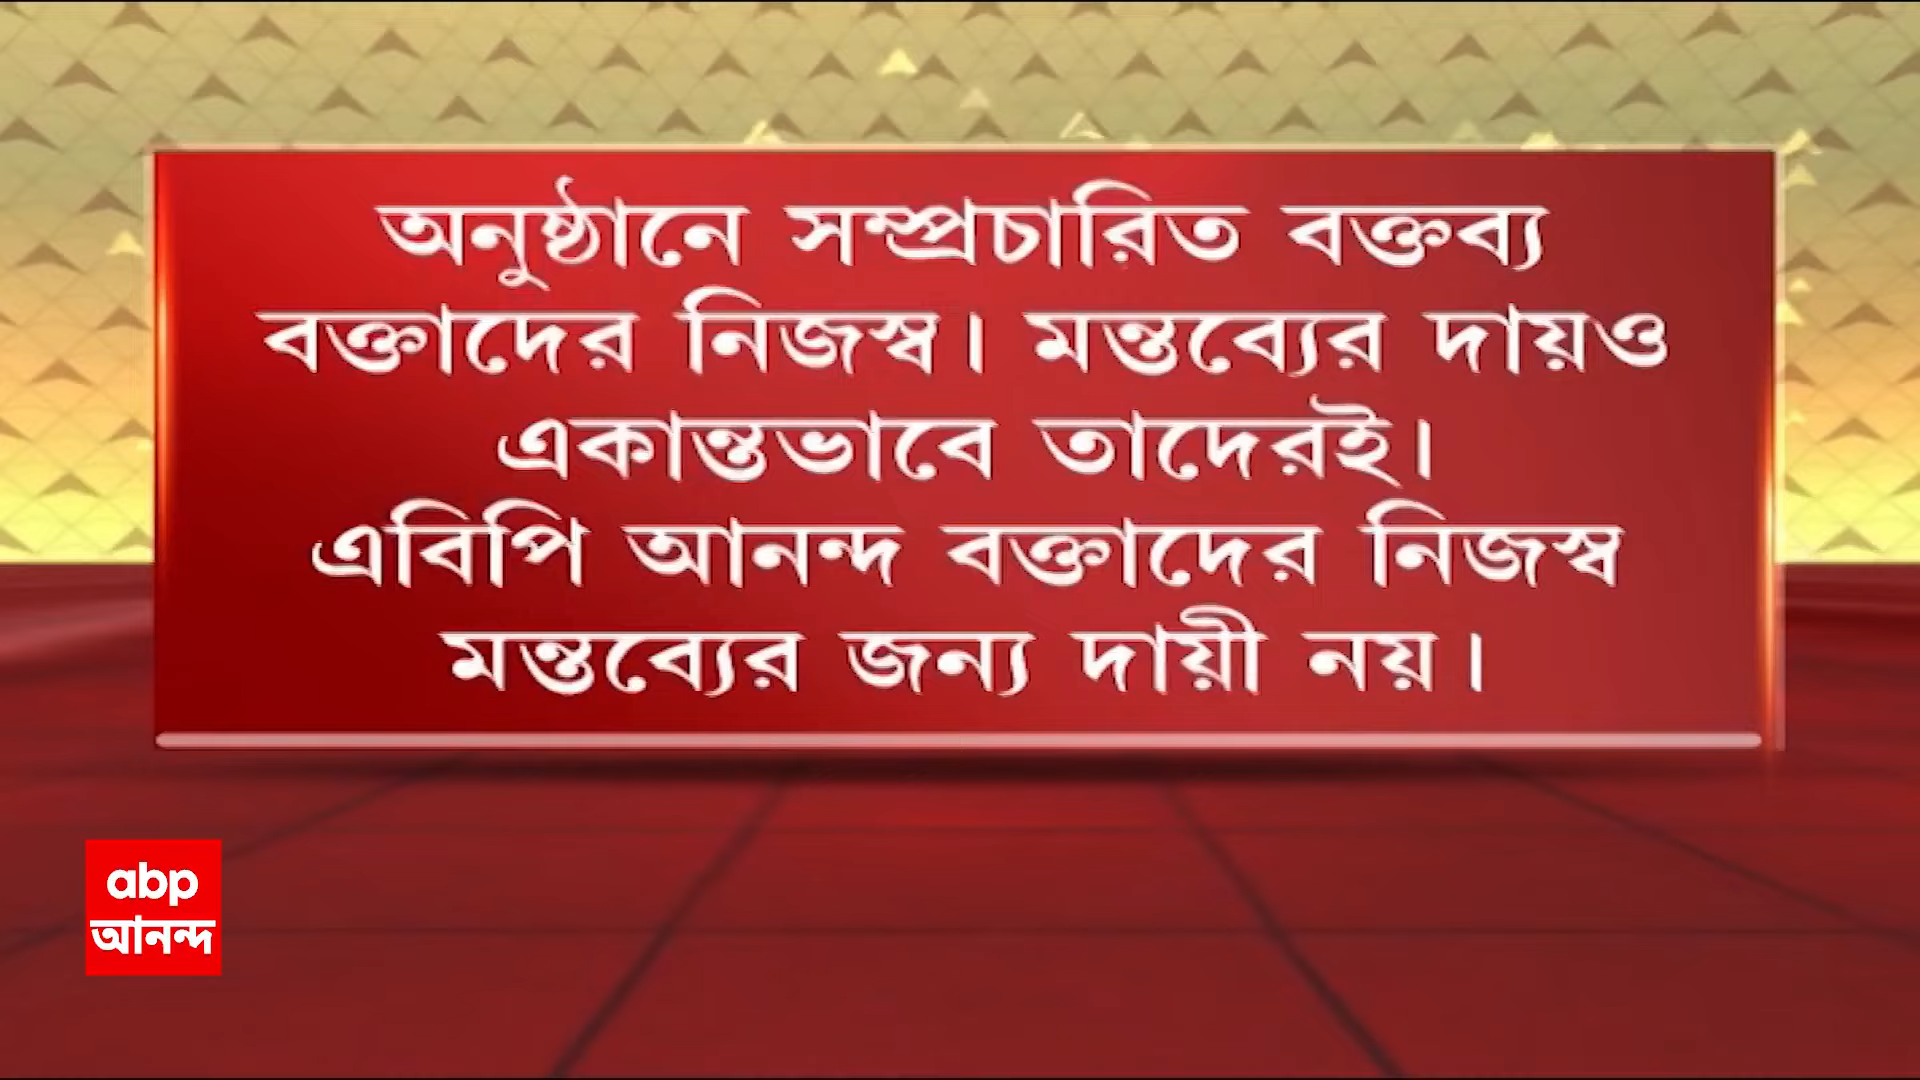 অনুষ্ঠানে সম্প্রচারিত বক্তব্য
বক্তাদের নিজস্ব। মন্তব্যের দায়ও
একান্তভাবে তাদেরই।
এবিপি আনন্দ বক্তাদের নিজস্ব
মন্তব্যের জন্য দায়ী নয়।
abp
আনন্দ